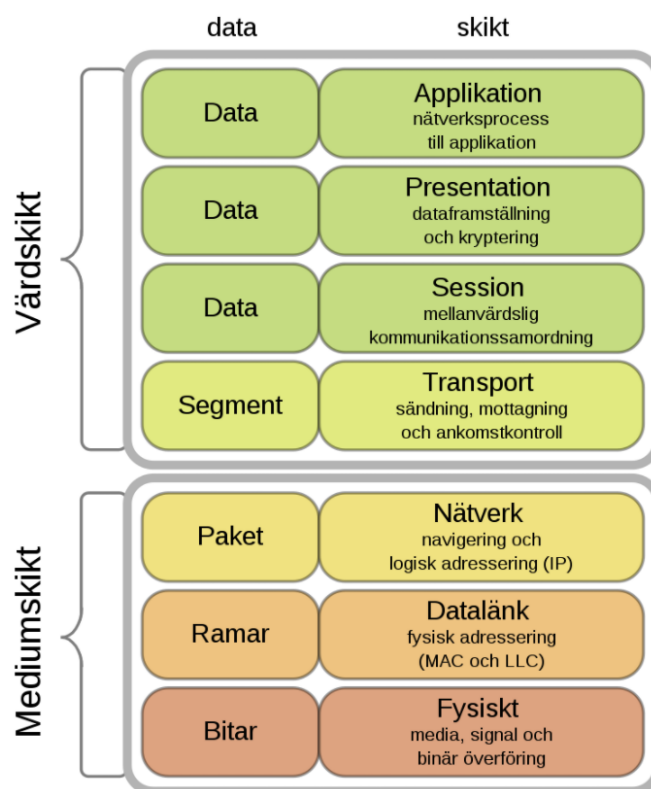 data
skikt
Värdskikt
Data
Applikation
nätverksprocess
till applikation
Data
Presentation
dataframställning
och kryptering
Data
Session
mellanvärdslig
kommunikationssamordning
Segment
Transport
sändning, mottagning
och ankomstkontroll
Mediumskikt
Paket
Nätverk
navigering och
logisk adressering (IP)
Ramar
Datalänk
fysisk adressering
(MAC och LLC)
Bitar
Fysiskt
media, signal och
binär överföring